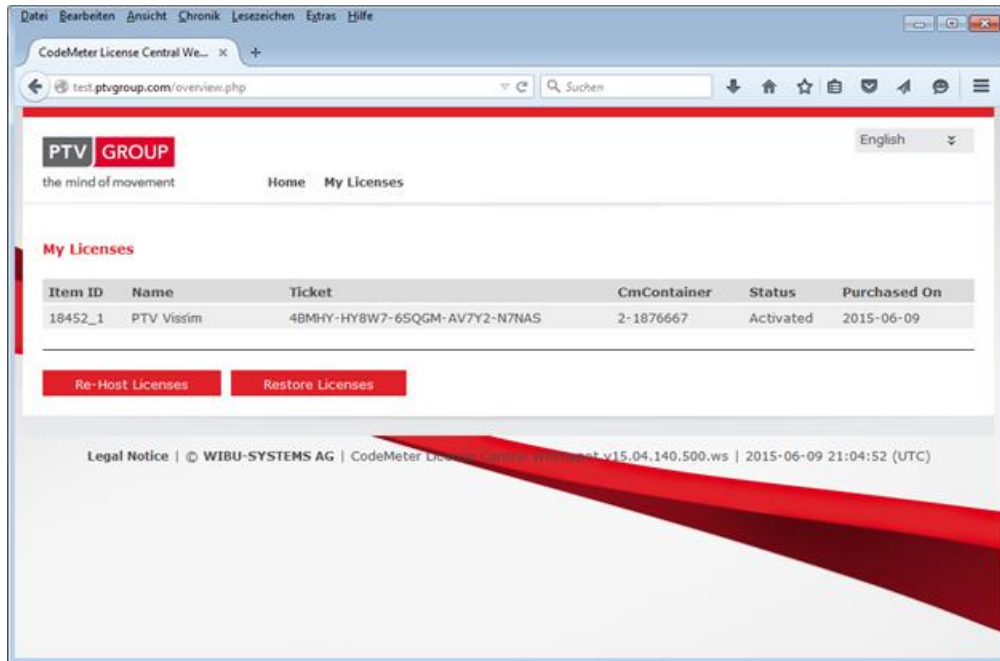 Datei Bearbeiten Ansicht Chronik Lesezeichen Extras Hilfe
CodeMeter License Central We...
test.ptvgroup.com/overview.php Suchen
English
PTV GROUP
the mind of movement Home My Licenses
My Licenses
Item ID Name Ticket CmContainer Status Purchased On
18452_1 PTV Vissim 4BMHY-HY8W7-6SQGM-AV7Y2-N7NAS 2-1876667 Activated 2015-06-09
Re-Host Licenses Restore Licenses
Legal Notice | © WIBU-SYSTEMS AG | CodeMeter License Central WebDepot v15.04.140.500.ws | 2015-06-09 21:04:52 (UTC)